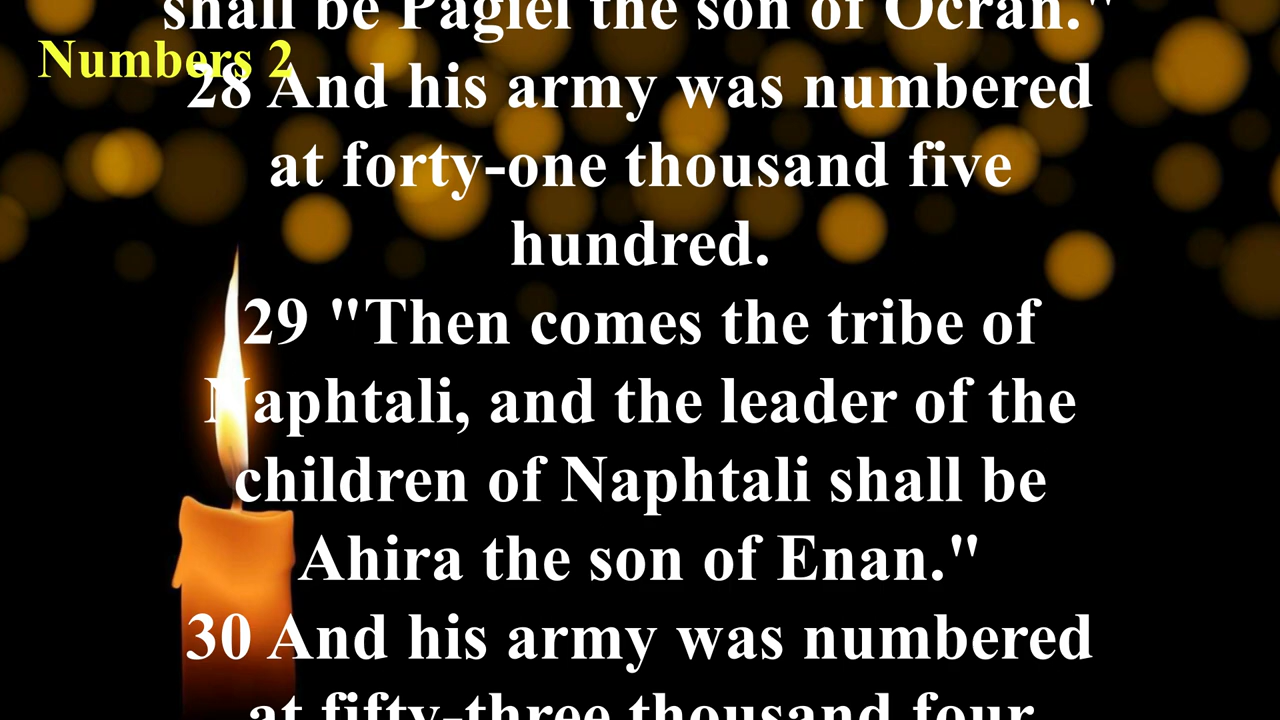 shall be Pagiel the son of Ocran."
Numbers 2
28 And his army was numbered
at forty-one thousand five
hundred.
29 "Then comes the tribe of
Naphtali, and the leader of the
children of Naphtali shall be
Ahira the son of Enan."
30 And his army was numbered
at fifty-three thousand four